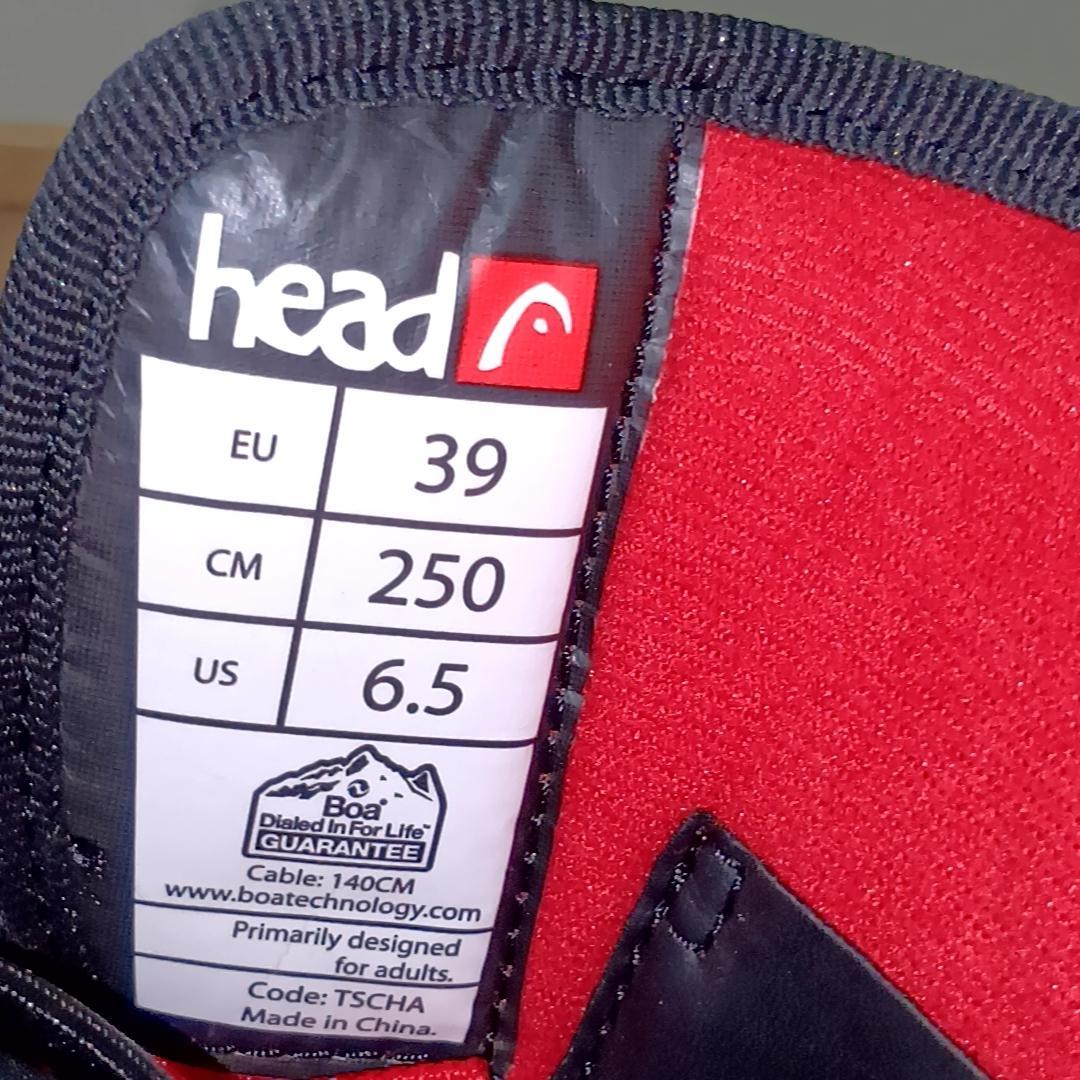 head
EU 39
CM 250
US 6.5
Boa®
Dialed In For Life™
GUARANTEE
Cable: 140CM
www.boatechnology.com
Primarily designed
for adults.
Code: TSCHA
Made in China.